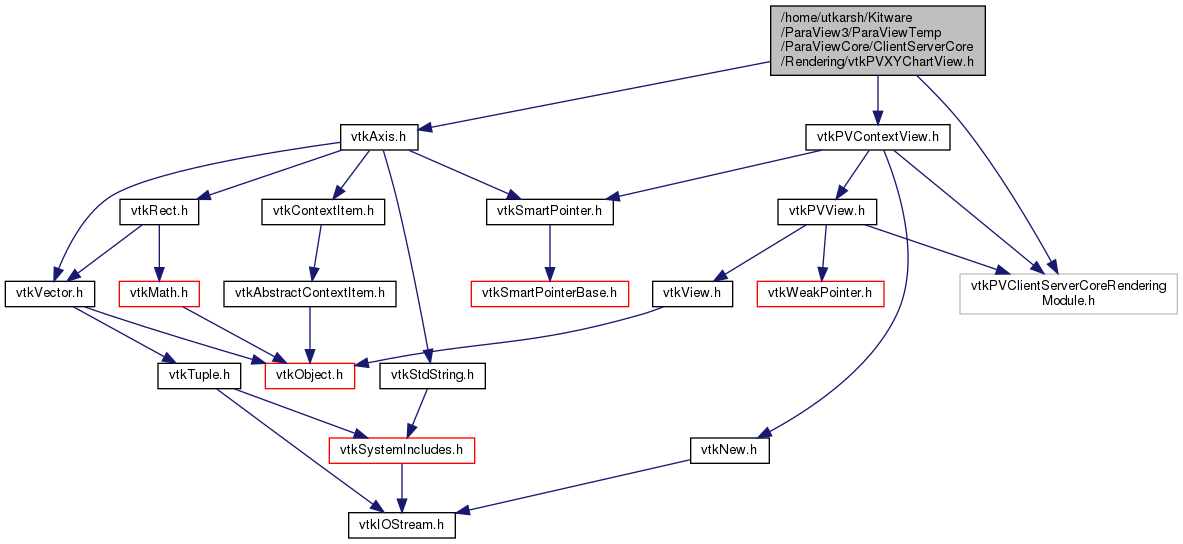 /home/utkarsh/Kitware
/ParaView3/ParaViewTemp
/ParaViewCore/ClientServerCore
/Rendering/vtkPVXYChartView.h
vtkAxis.h
vtkPVContextView.h
vtkRect.h
vtkContextItem.h
vtkSmartPointer.h
vtkPVView.h
vtkVector.h
vtkMath.h
vtkAbstractContextItem.h
vtkSmartPointerBase.h
vtkView.h
vtkWeakPointer.h
vtkPVClientServerCoreRendering
Module.h
vtkTuple.h
vtkObject.h
vtkStdString.h
vtkSystemIncludes.h
vtkNew.h
vtkIOStream.h